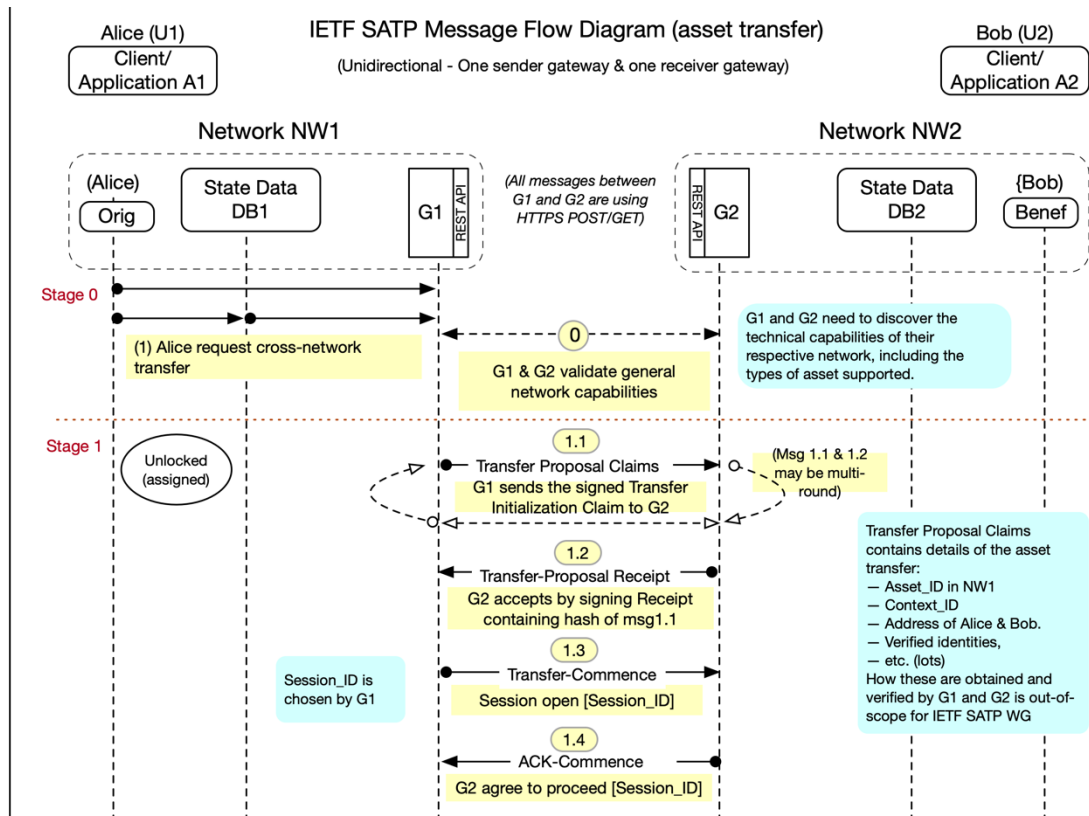 Alice (U1)
Client/
Application A1
IETF SATP Message Flow Diagram (asset transfer)
(Unidirectional - One sender gateway & one receiver gateway)
Bob (U2)
Client/
Application A2
Network NW1
Network NW2
(Alice)
Orig
State Data
DB1
G1
REST API
(All messages between
G1 and G2 are using
HTTPS POST/GET)
REST API
G2
State Data
DB2
{Bob)
Benef
Stage 0
(1) Alice request cross-network
transfer
0
G1 & G2 validate general
network capabilities
G1 and G2 need to discover the
technical capabilities of their
respective network, including the
types of asset supported.
Stage 1
Unlocked
(assigned)
1.1
Transfer Proposal Claims
G1 sends the signed Transfer
Initialization Claim to G2
(Msg 1.1 & 1.2
may be multi-
round)
1.2
Transfer-Proposal Receipt
G2 accepts by signing Receipt
containing hash of msg1.1
Transfer Proposal Claims
contains details of the asset
transfer:
— Asset_ID in NW1
— Context_ID
— Address of Alice & Bob.
— Verified identities,
— etc. (lots)
How these are obtained and
verified by G1 and G2 is out-of-
scope for IETF SATP WG
Session_ID is
chosen by G1
1.3
Transfer-Commence
Session open [Session_ID]
1.4
ACK-Commence
G2 agree to proceed [Session_ID]